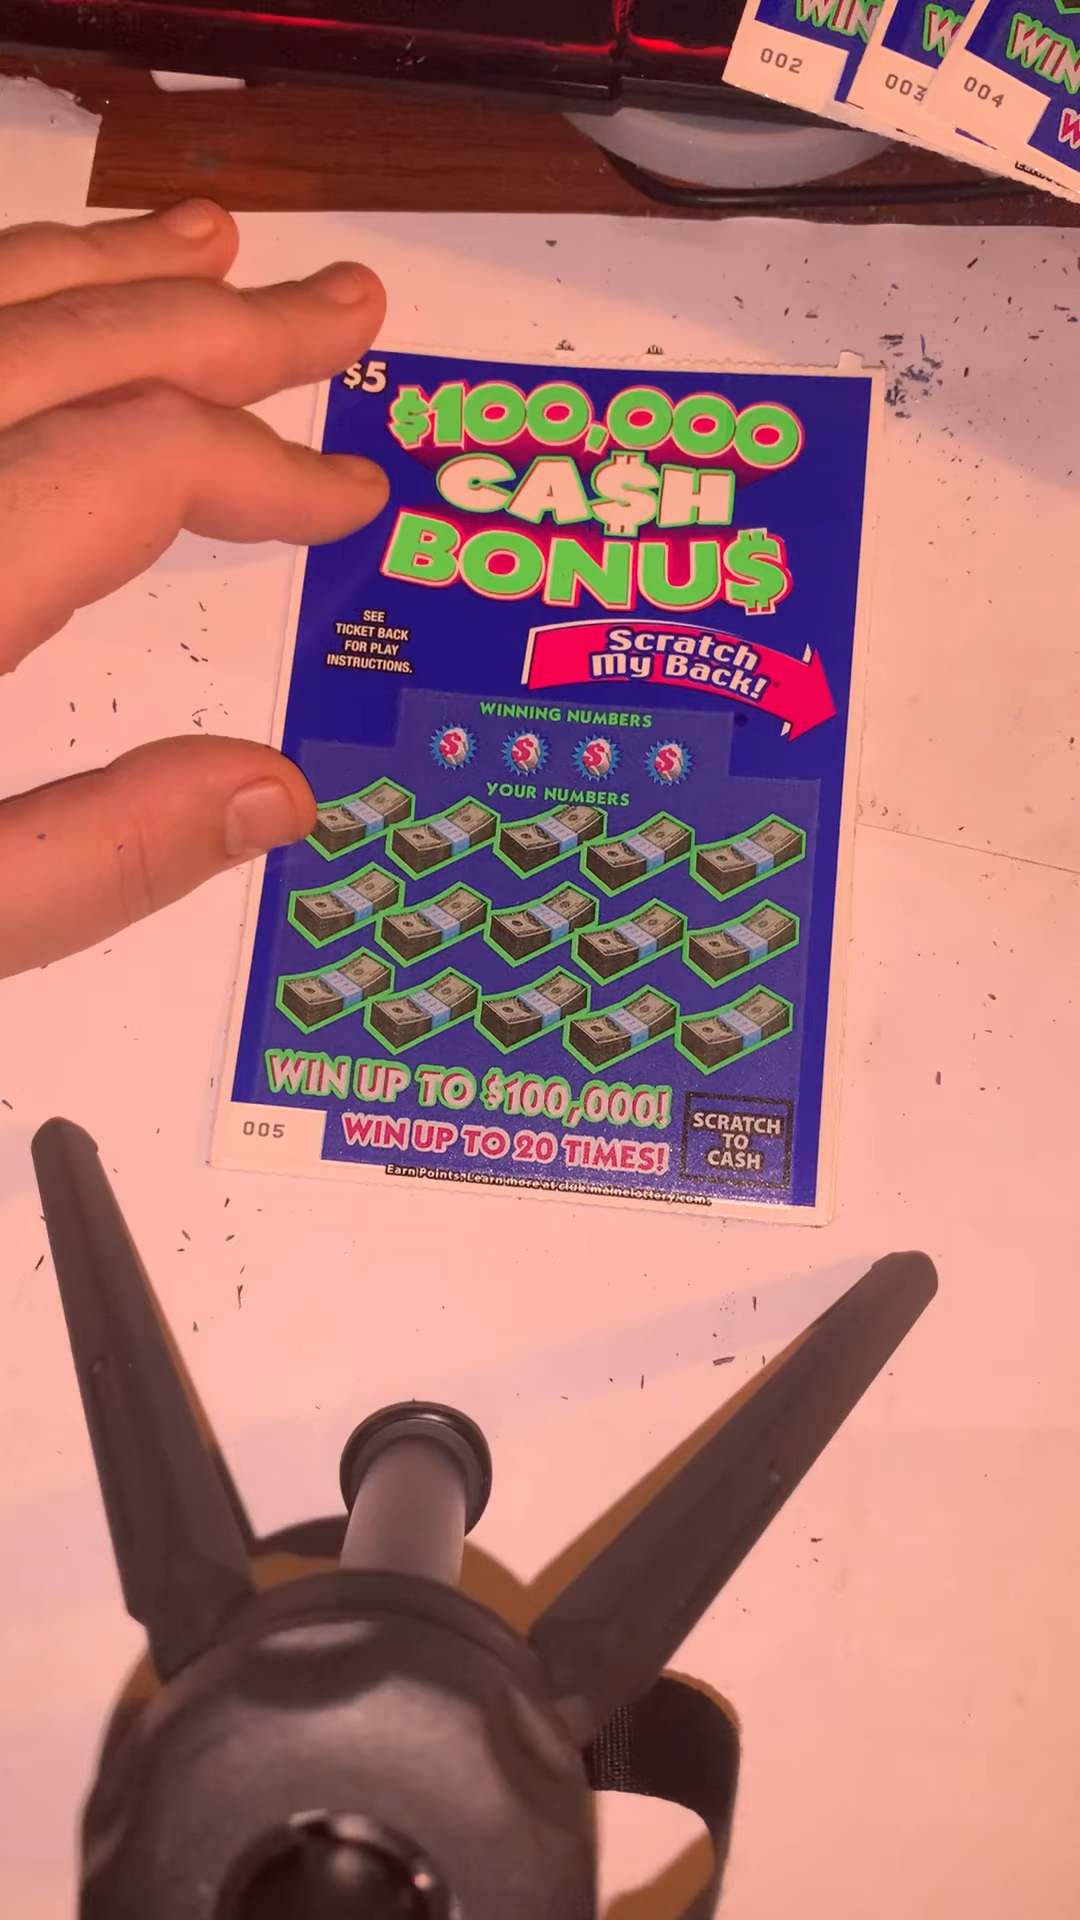 WIN
002
003
WIN
004
$5
$100,000
CA$H
BONU$
SEE
TICKET BACK
FOR PLAY
INSTRUCTIONS.
Scratch
My Back!
WINNING NUMBERS
$ $ $ $
YOUR NUMBERS
WIN UP TO $100,000!
WIN UP TO 20 TIMES!
SCRATCH
TO
CASH
005
Earn Points, Learn more at club.mainelottery.com.